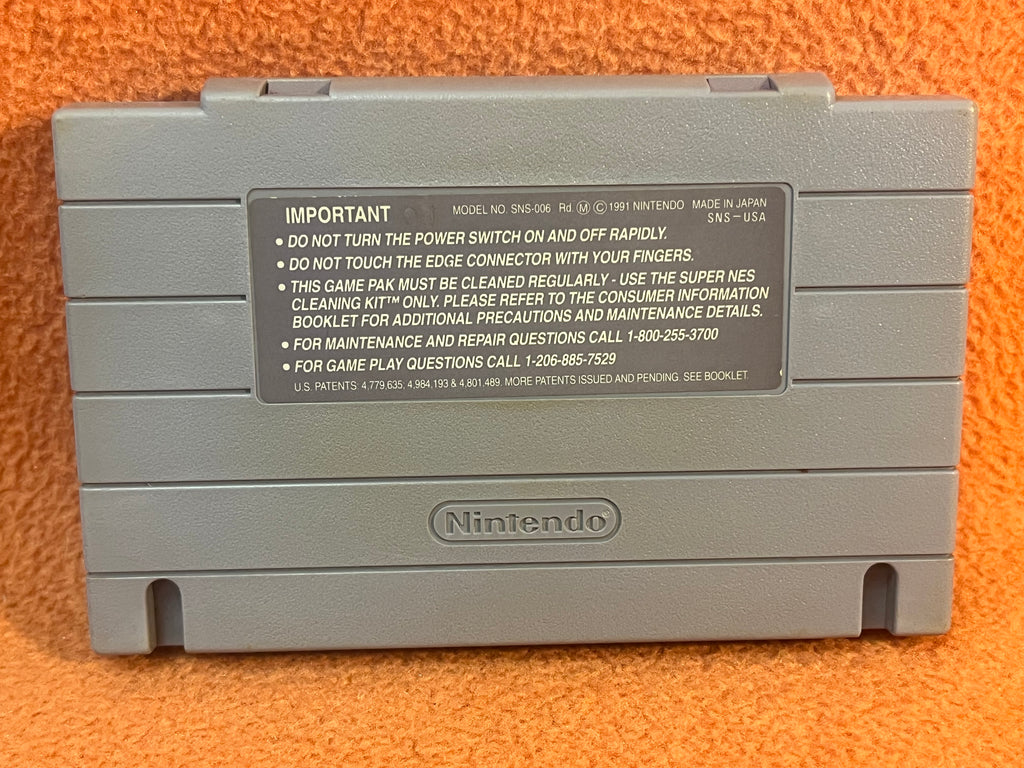 IMPORTANT MODEL NO. SNS-006 Rd. Ⓜ © 1991 NINTENDO MADE IN JAPAN
SNS-USA
• DO NOT TURN THE POWER SWITCH ON AND OFF RAPIDLY.
• DO NOT TOUCH THE EDGE CONNECTOR WITH YOUR FINGERS.
• THIS GAME PAK MUST BE CLEANED REGULARLY - USE THE SUPER NES
CLEANING KIT™ ONLY. PLEASE REFER TO THE CONSUMER INFORMATION
BOOKLET FOR ADDITIONAL PRECAUTIONS AND MAINTENANCE DETAILS.
• FOR MAINTENANCE AND REPAIR QUESTIONS CALL 1-800-255-3700
• FOR GAME PLAY QUESTIONS CALL 1-206-885-7529
U.S. PATENTS: 4,779,635; 4,984,193 & 4,801,489. MORE PATENTS ISSUED AND PENDING. SEE BOOKLET.
Nintendo®